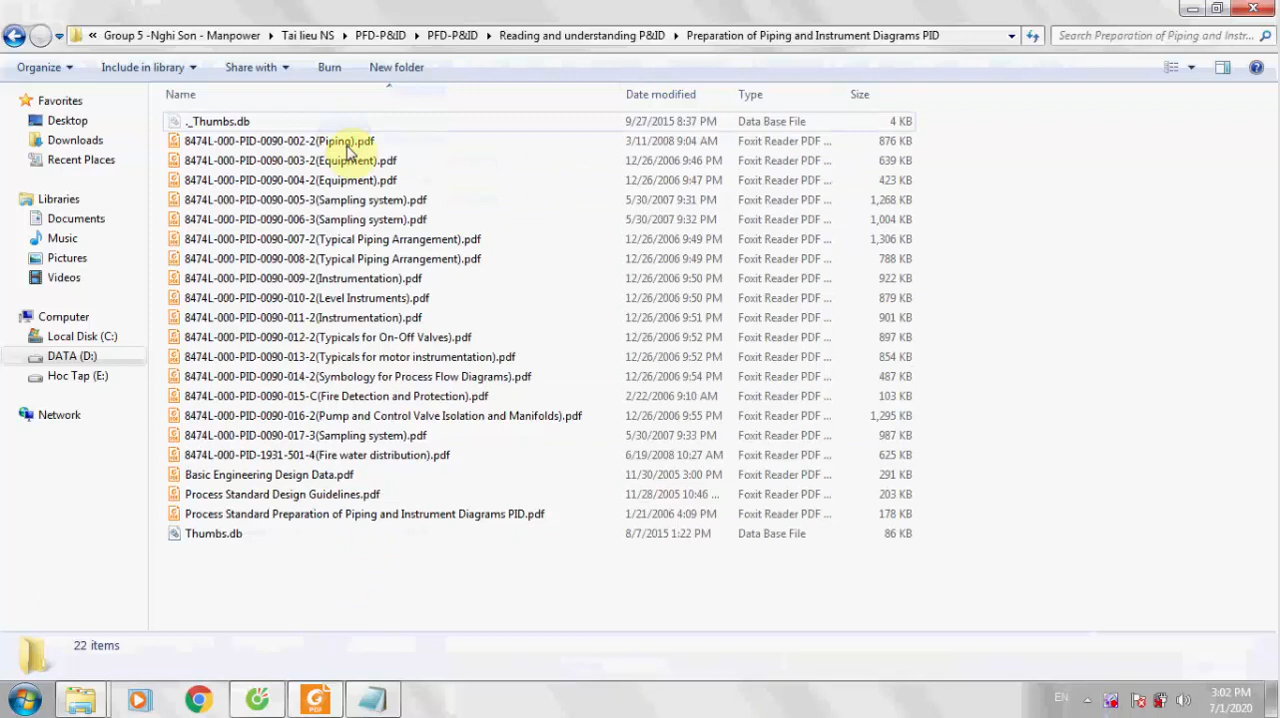 « Group 5 -Nghi Son - Manpower ▸ Tai lieu NS ▸ PFD-P&ID ▸ PFD-P&ID ▸ Reading and understanding P&ID ▸ Preparation of Piping and Instrument Diagrams PID
Search Preparation of Piping and Instr...
Organize Include in library Share with Burn New folder
Name Date modified Type Size
Favorites
Desktop
Downloads
Recent Places
Libraries
Documents
Music
Pictures
Videos
Computer
Local Disk (C:)
DATA (D:)
Hoc Tap (E:)
Network
._Thumbs.db 9/27/2015 8:37 PM Data Base File 4 KB
8474L-000-PID-0090-002-2(Piping).pdf 3/11/2008 9:04 AM Foxit Reader PDF ... 876 KB
8474L-000-PID-0090-003-2(Equipment).pdf 12/26/2006 9:46 PM Foxit Reader PDF ... 639 KB
8474L-000-PID-0090-004-2(Equipment).pdf 12/26/2006 9:47 PM Foxit Reader PDF ... 423 KB
8474L-000-PID-0090-005-3(Sampling system).pdf 5/30/2007 9:31 PM Foxit Reader PDF ... 1,268 KB
8474L-000-PID-0090-006-3(Sampling system).pdf 5/30/2007 9:32 PM Foxit Reader PDF ... 1,004 KB
8474L-000-PID-0090-007-2(Typical Piping Arrangement).pdf 12/26/2006 9:49 PM Foxit Reader PDF ... 1,306 KB
8474L-000-PID-0090-008-2(Typical Piping Arrangement).pdf 12/26/2006 9:49 PM Foxit Reader PDF ... 788 KB
8474L-000-PID-0090-009-2(Instrumentation).pdf 12/26/2006 9:50 PM Foxit Reader PDF ... 922 KB
8474L-000-PID-0090-010-2(Level Instruments).pdf 12/26/2006 9:50 PM Foxit Reader PDF ... 879 KB
8474L-000-PID-0090-011-2(Instrumentation).pdf 12/26/2006 9:51 PM Foxit Reader PDF ... 901 KB
8474L-000-PID-0090-012-2(Typicals for On-Off Valves).pdf 12/26/2006 9:52 PM Foxit Reader PDF ... 897 KB
8474L-000-PID-0090-013-2(Typicals for motor instrumentation).pdf 12/26/2006 9:52 PM Foxit Reader PDF ... 854 KB
8474L-000-PID-0090-014-2(Symbology for Process Flow Diagrams).pdf 12/26/2006 9:54 PM Foxit Reader PDF ... 487 KB
8474L-000-PID-0090-015-C(Fire Detection and Protection).pdf 2/22/2006 9:10 AM Foxit Reader PDF ... 103 KB
8474L-000-PID-0090-016-2(Pump and Control Valve Isolation and Manifolds).pdf 12/26/2006 9:55 PM Foxit Reader PDF ... 1,295 KB
8474L-000-PID-0090-017-3(Sampling system).pdf 5/30/2007 9:33 PM Foxit Reader PDF ... 987 KB
8474L-000-PID-1931-501-4(Fire water distribution).pdf 6/19/2008 10:27 AM Foxit Reader PDF ... 625 KB
Basic Engineering Design Data.pdf 11/30/2005 3:00 PM Foxit Reader PDF ... 291 KB
Process Standard Design Guidelines.pdf 11/28/2005 10:46 ... Foxit Reader PDF ... 203 KB
Process Standard Preparation of Piping and Instrument Diagrams PID.pdf 1/21/2006 4:09 PM Foxit Reader PDF ... 178 KB
Thumbs.db 8/7/2015 1:22 PM Data Base File 86 KB
22 items
PDF
EN
3:02 PM
7/1/2020